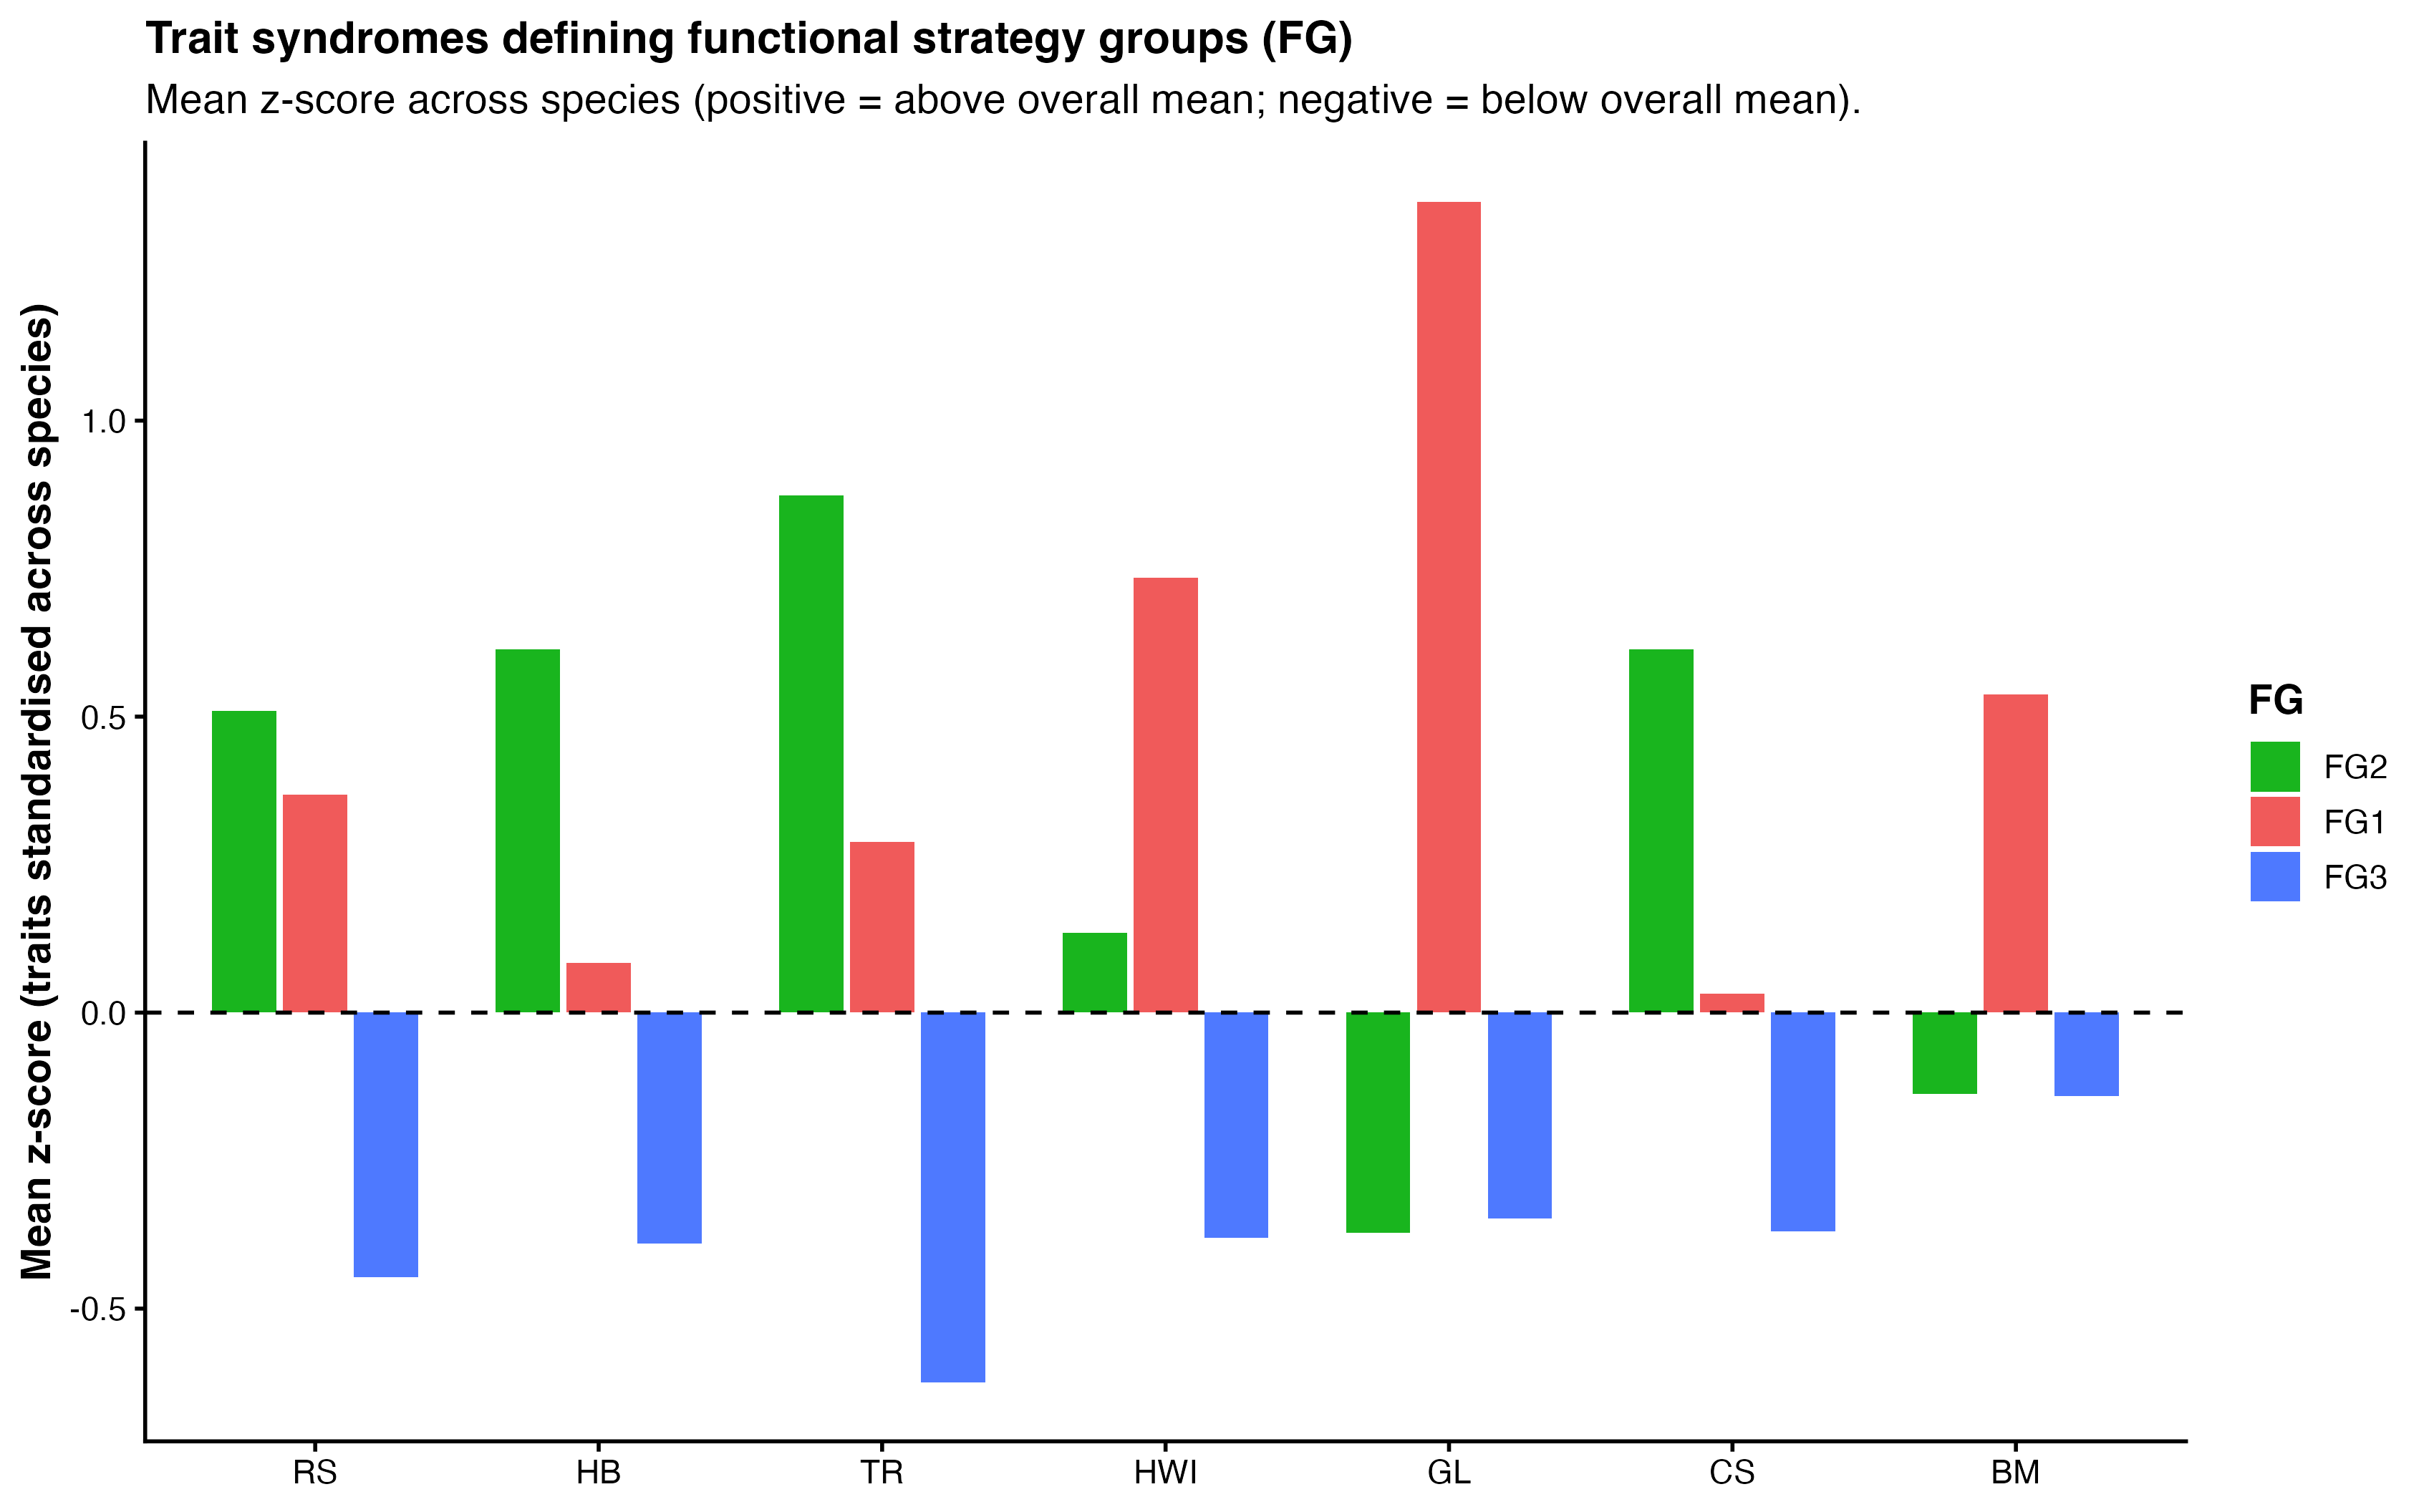 Trait syndromes defining functional strategy groups (FG)
Mean z-score across species (positive = above overall mean; negative = below overall mean).
Mean z-score (traits standardised across species)
1.0
0.5
0.0
-0.5
RS
HB
TR
HWI
GL
CS
BM
FG
FG2
FG1
FG3